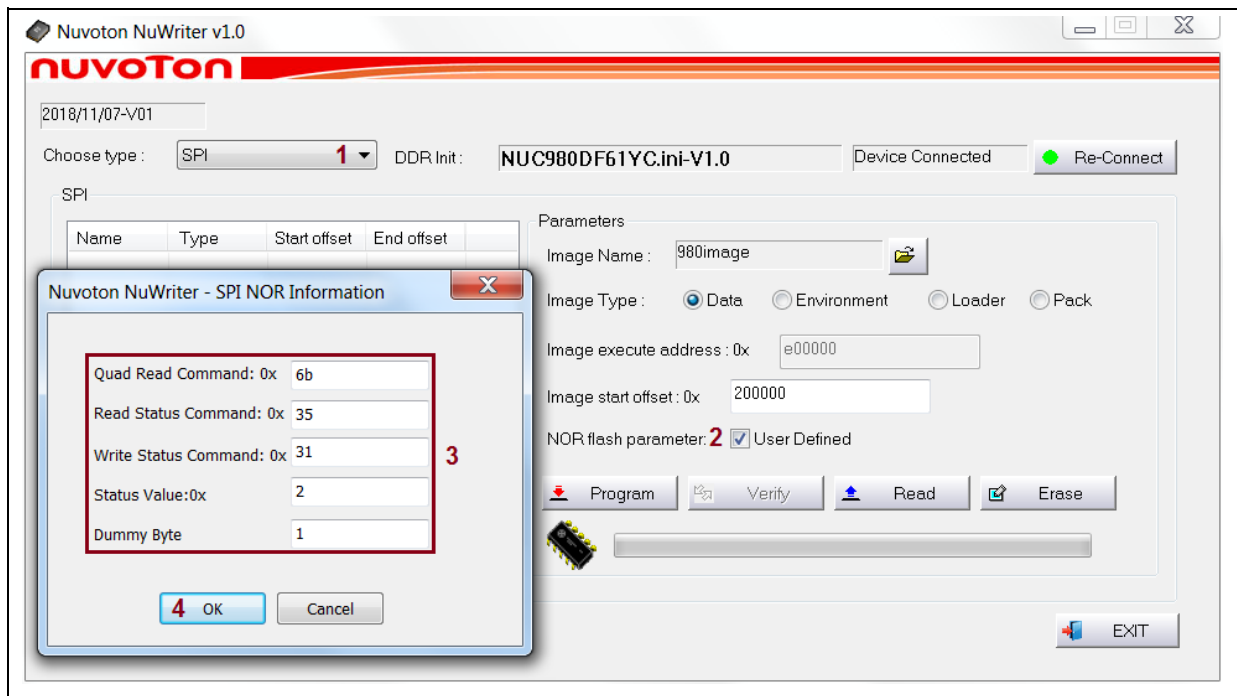 Nuvoton NuWriter v1.0
nuvoTon
2018/11/07-V01
Choose type : SPI 1 DDR Init : NUC980DF61YC.ini-V1.0 Device Connected Re-Connect
SPI
Name Type Start offset End offset
Parameters
Image Name : 980image
Image Type : Data Environment Loader Pack
Image execute address : 0x e00000
Image start offset : 0x 200000
NOR flash parameter: 2 User Defined
Program Verify Read Erase
Nuvoton NuWriter - SPI NOR Information
Quad Read Command: 0x 6b
Read Status Command: 0x 35
Write Status Command: 0x 31
3
Status Value:0x 2
Dummy Byte 1
4 OK Cancel
EXIT